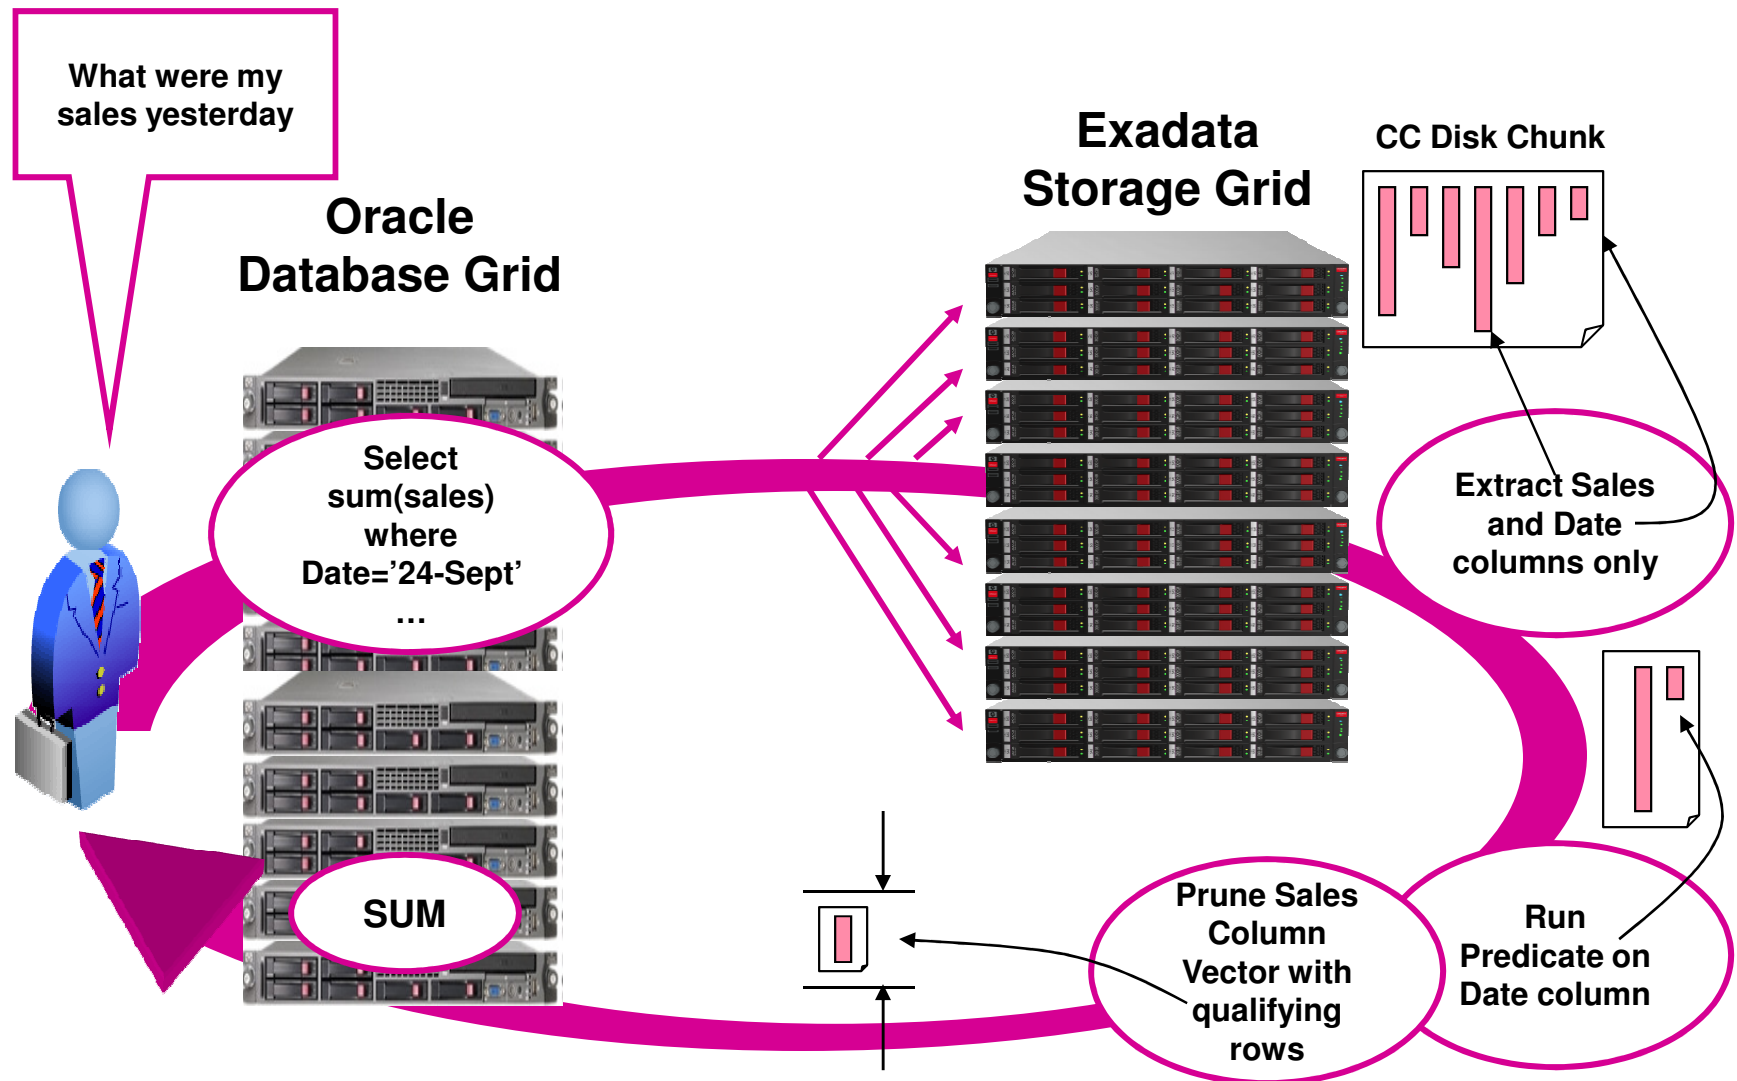 What were my
sales yesterday
Oracle
Database Grid
Exadata
Storage Grid
CC Disk Chunk
Select
sum(sales)
where
Date=’24-Sept’
…
Extract Sales
and Date
columns only
Run
Predicate on
Date column
Prune Sales
Column
Vector with
qualifying
rows
SUM